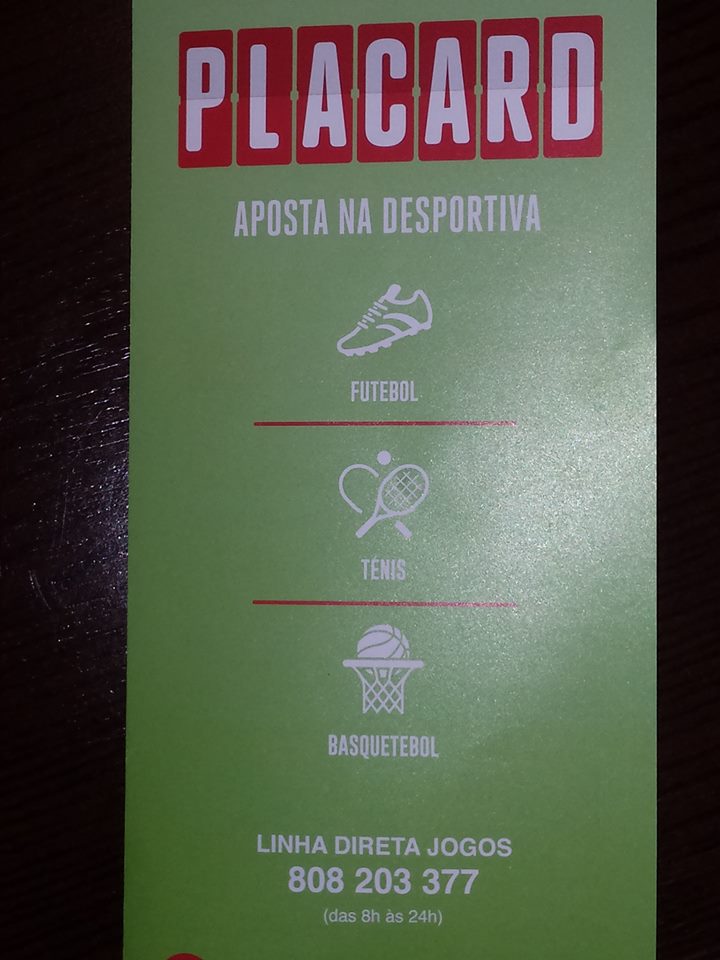 PLACARD
APOSTA NA DESPORTIVA
FUTEBOL
TÉNIS
BASQUETEBOL
LINHA DIRETA JOGOS
808 203 377
(das 8h às 24h)